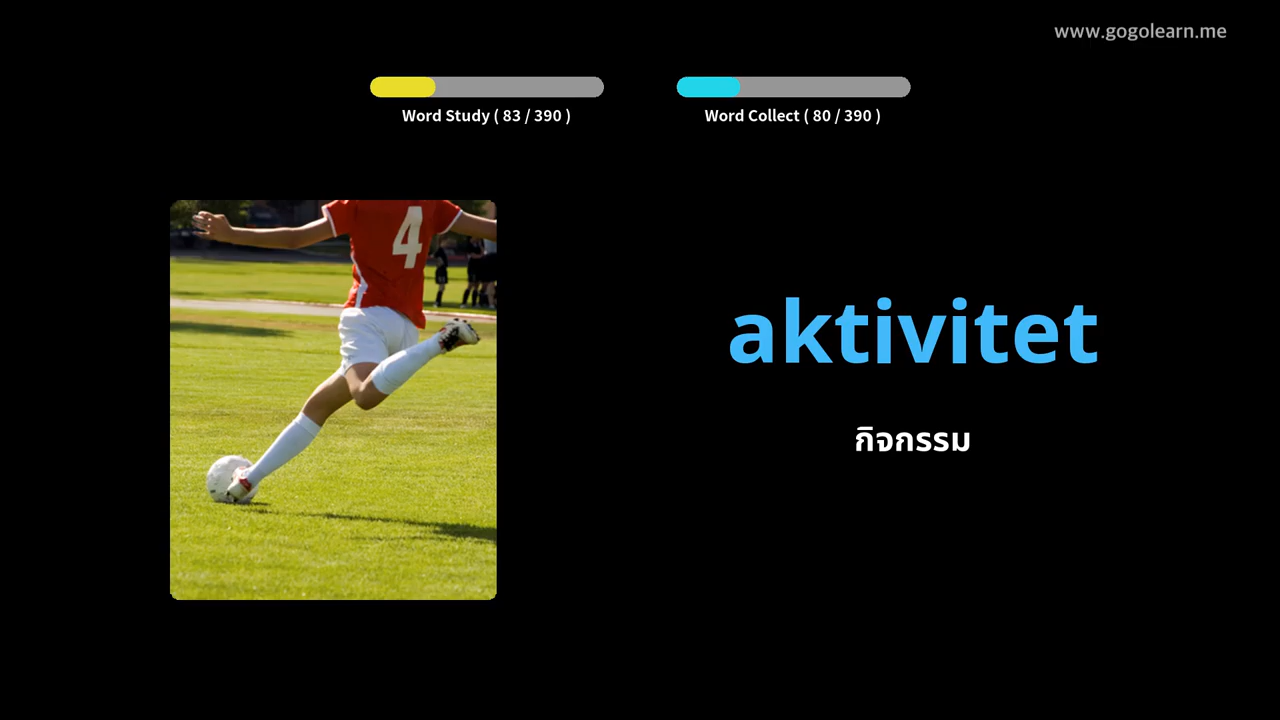 www.gogolearn.me
Word Study ( 83 / 390 )
Word Collect ( 80 / 390 )
4
aktivitet
กิจกรรม